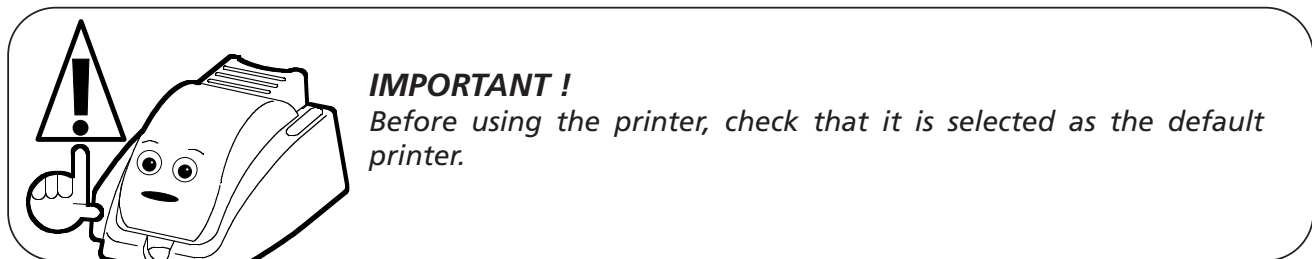 IMPORTANT !
Before using the printer, check that it is selected as the default
printer.